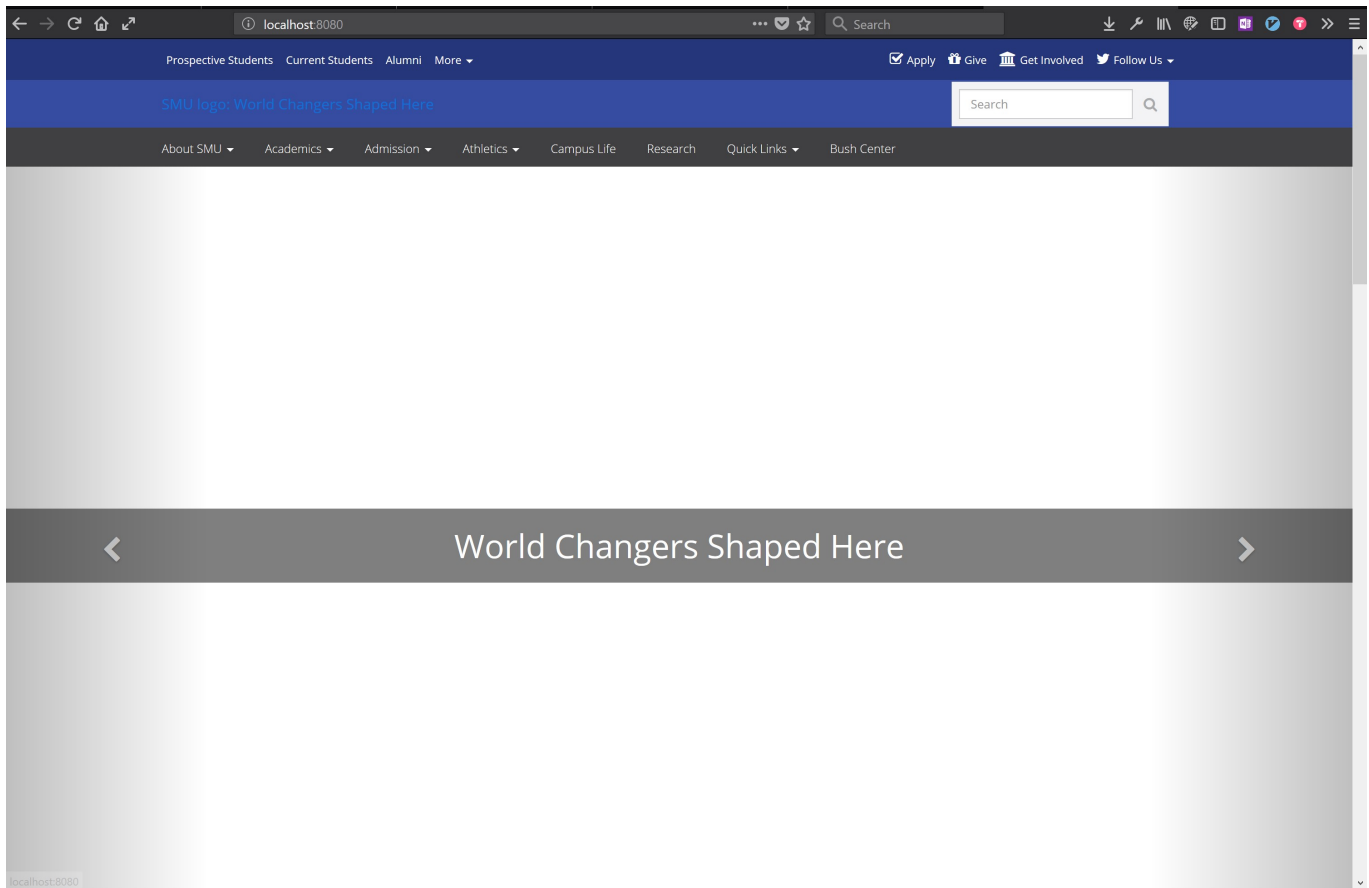 localhost:8080
Search
Prospective Students Current Students Alumni More
Apply Give Get Involved Follow Us
SMU logo: World Changers Shaped Here
Search
About SMU Academics Admission Athletics Campus Life Research Quick Links Bush Center
World Changers Shaped Here
localhost:8080